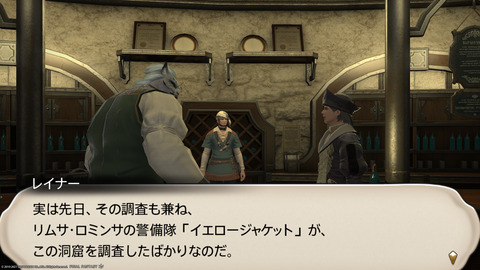 レイナー
実は先日、その調査も兼ね、
リムサ・ロミンサの警備隊「イエロージャケット」が、
この洞窟を調査したばかりなのだ。